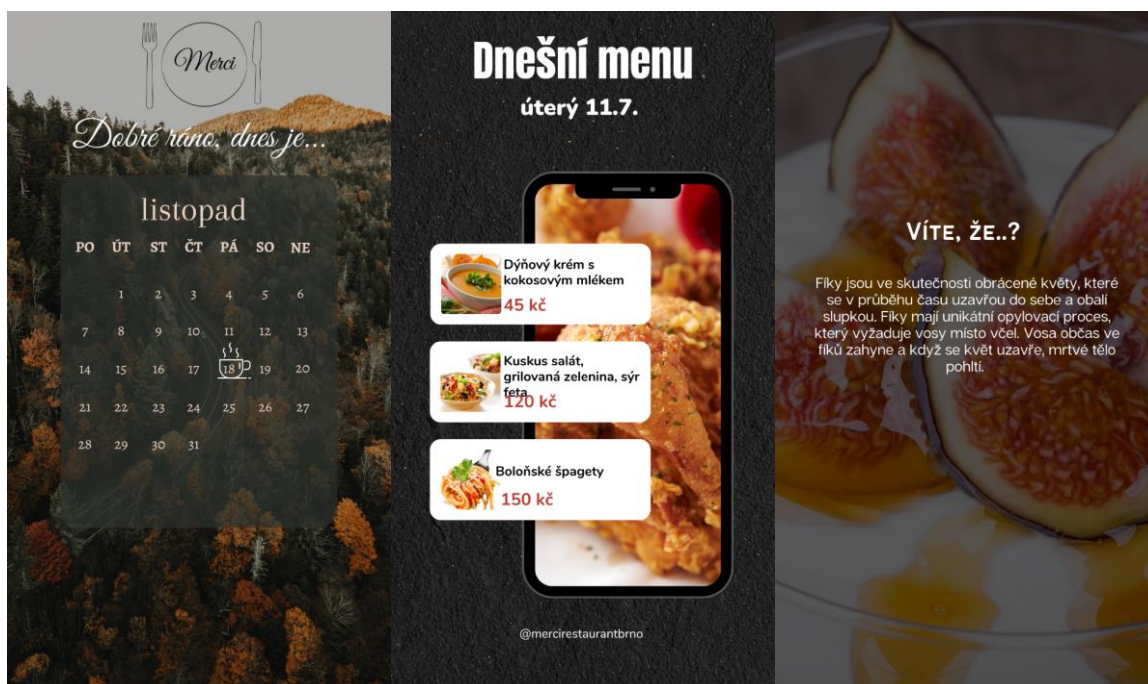 Merci
Dobré ráno, dnes je...
listopad
PO ÚT ST ČT PÁ SO NE
1 2 3 4 5 6
7 8 9 10 11 12 13
14 15 16 17 18 19 20
21 22 23 24 25 26 27
28 29 30 31
Dnešní menu
úterý 11.7.
Dýňový krém s
kokosovým mlékem
45 kč
Kuskus salát,
grilovaná zelenina, sýr
feta
120 kč
Boloňské špagety
150 kč
@mercirestaurantbrno
VÍTE, ŽE..?
Fíky jsou ve skutečnosti obrácené květy, které
se v průběhu času uzavřou do sebe a obalí
slupkou. Fíky mají unikátní opylovací proces,
který vyžaduje vosy místo včel. Vosa občas ve
fíků zahyne a když se květ uzavře, mrtvé tělo
pohltí.